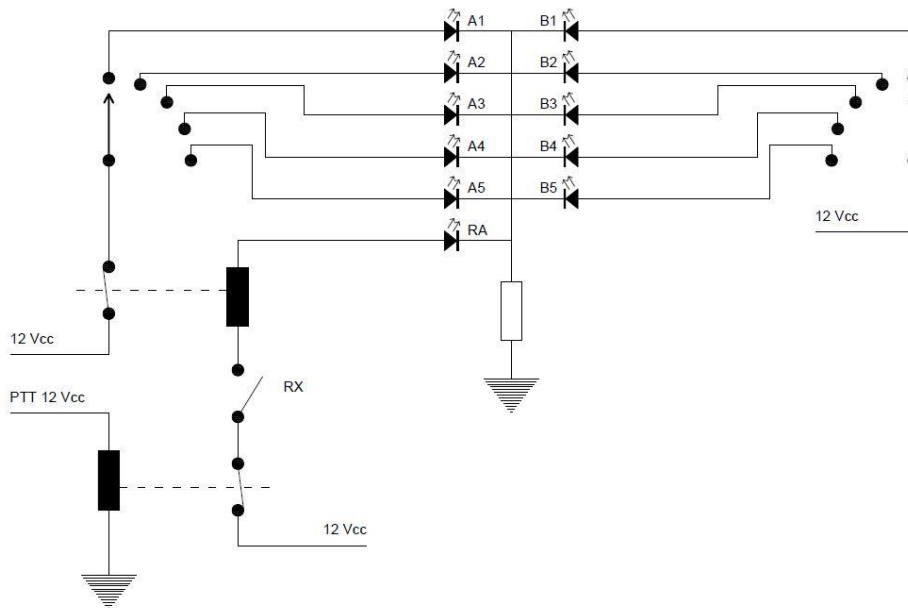 A1 B1
A2 B2
A3 B3
A4 B4
A5 B5
RA
12 Vcc
12 Vcc
PTT 12 Vcc
RX
12 Vcc